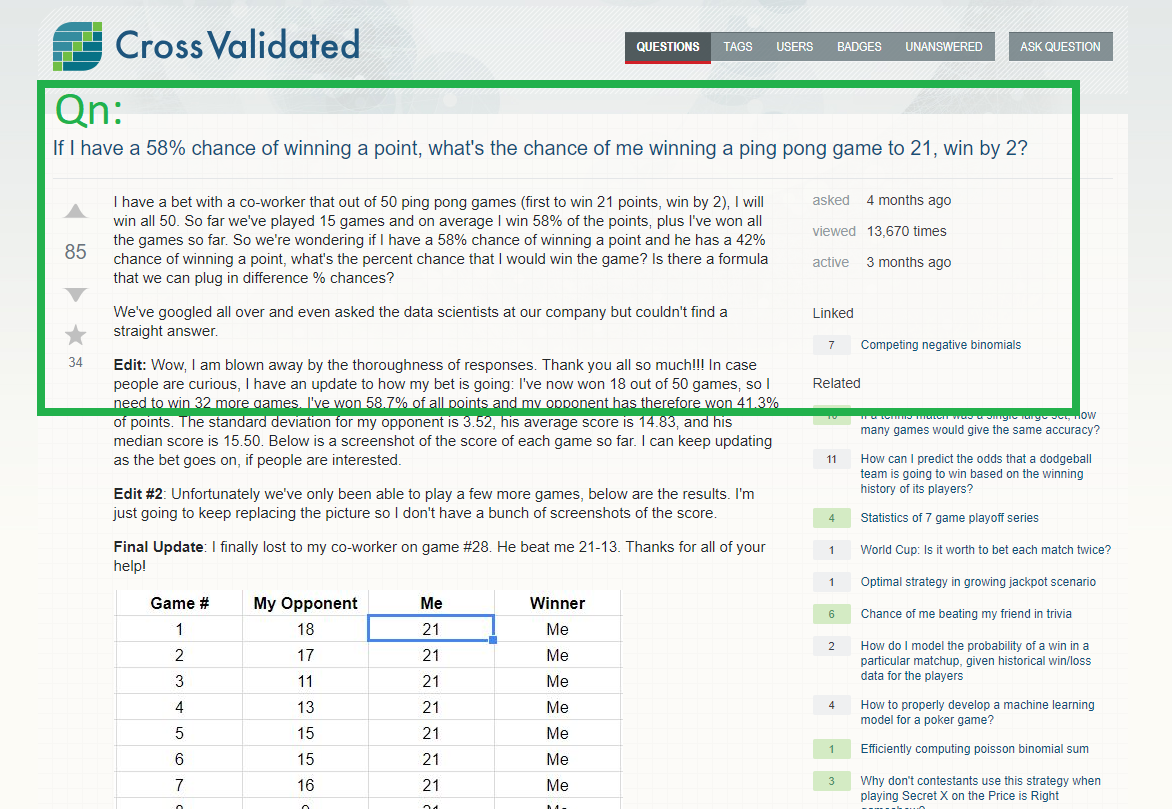 CrossValidated
QUESTIONS TAGS USERS BADGES UNANSWERED ASK QUESTION
Qn:
If I have a 58% chance of winning a point, what's the chance of me winning a ping pong game to 21, win by 2?
85
34
I have a bet with a co-worker that out of 50 ping pong games (first to win 21 points, win by 2), I will
win all 50. So far we've played 15 games and on average I win 58% of the points, plus I've won all
the games so far. So we're wondering if I have a 58% chance of winning a point and he has a 42%
chance of winning a point, what's the percent chance that I would win the game? Is there a formula
that we can plug in difference % chances?
We've googled all over and even asked the data scientists at our company but couldn't find a
straight answer.
Edit: Wow, I am blown away by the thoroughness of responses. Thank you all so much!!! In case
people are curious, I have an update to how my bet is going: I've now won 18 out of 50 games, so I
need to win 32 more games. I've won 58.7% of all points and my opponent has therefore won 41.3%
of points. The standard deviation for my opponent is 3.52, his average score is 14.83, and his
median score is 15.50. Below is a screenshot of the score of each game so far. I can keep updating
as the bet goes on, if people are interested.
Edit #2: Unfortunately we've only been able to play a few more games, below are the results. I'm
just going to keep replacing the picture so I don't have a bunch of screenshots of the score.
Final Update: I finally lost to my co-worker on game #28. He beat me 21-13. Thanks for all of your
help!
Game # My Opponent Me Winner
1 18 21 Me
2 17 21 Me
3 11 21 Me
4 13 21 Me
5 15 21 Me
6 15 21 Me
7 16 21 Me
asked 4 months ago
viewed 13,670 times
active 3 months ago
Linked
7 Competing negative binomials
Related
If a tennis match was a single large set, how
many games would give the same accuracy?
11 How can I predict the odds that a dodgeball
team is going to win based on the winning
history of its players?
4 Statistics of 7 game playoff series
1 World Cup: Is it worth to bet each match twice?
1 Optimal strategy in growing jackpot scenario
6 Chance of me beating my friend in trivia
2 How do I model the probability of a win in a
particular matchup, given historical win/loss
data for the players
4 How to properly develop a machine learning
model for a poker game?
1 Efficiently computing poisson binomial sum
3 Why don't contestants use this strategy when
playing Secret X on the Price is Right